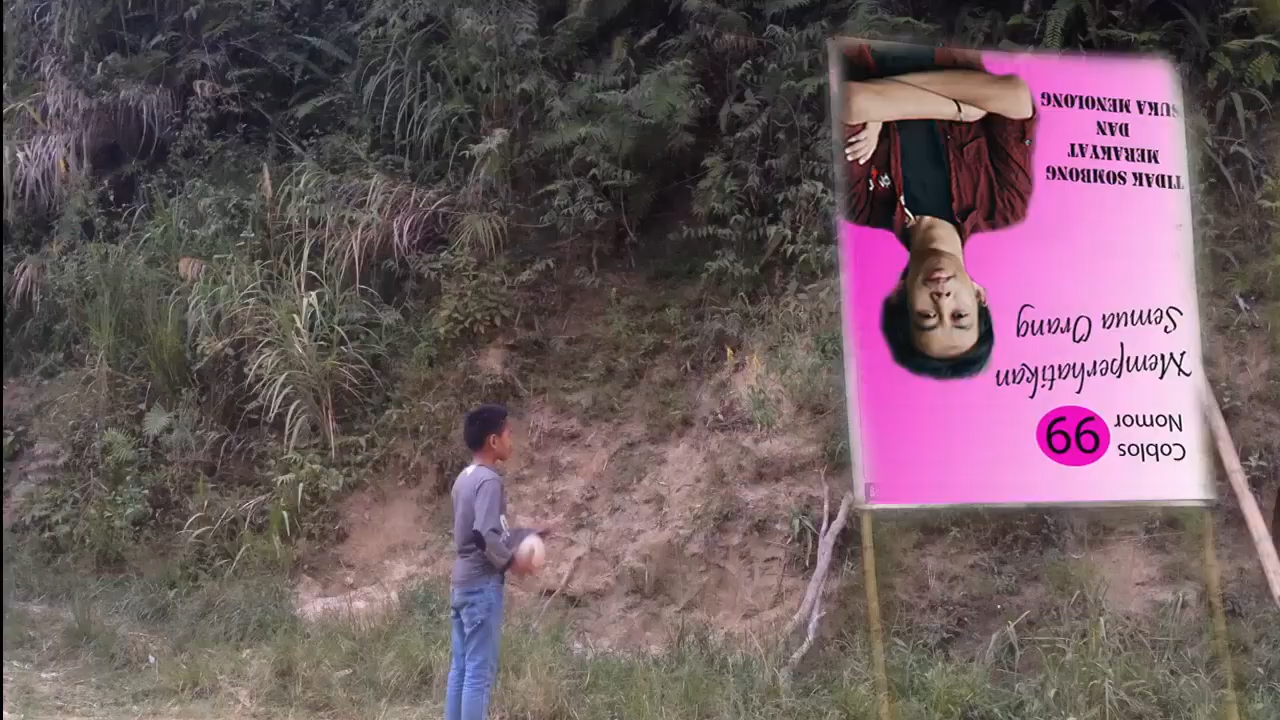 Coblos
Nomor
99
Memperhatikan
Semua Orang
TIDAK SOMBONG
MERAKYAT
DAN
SUKA MENOLONG